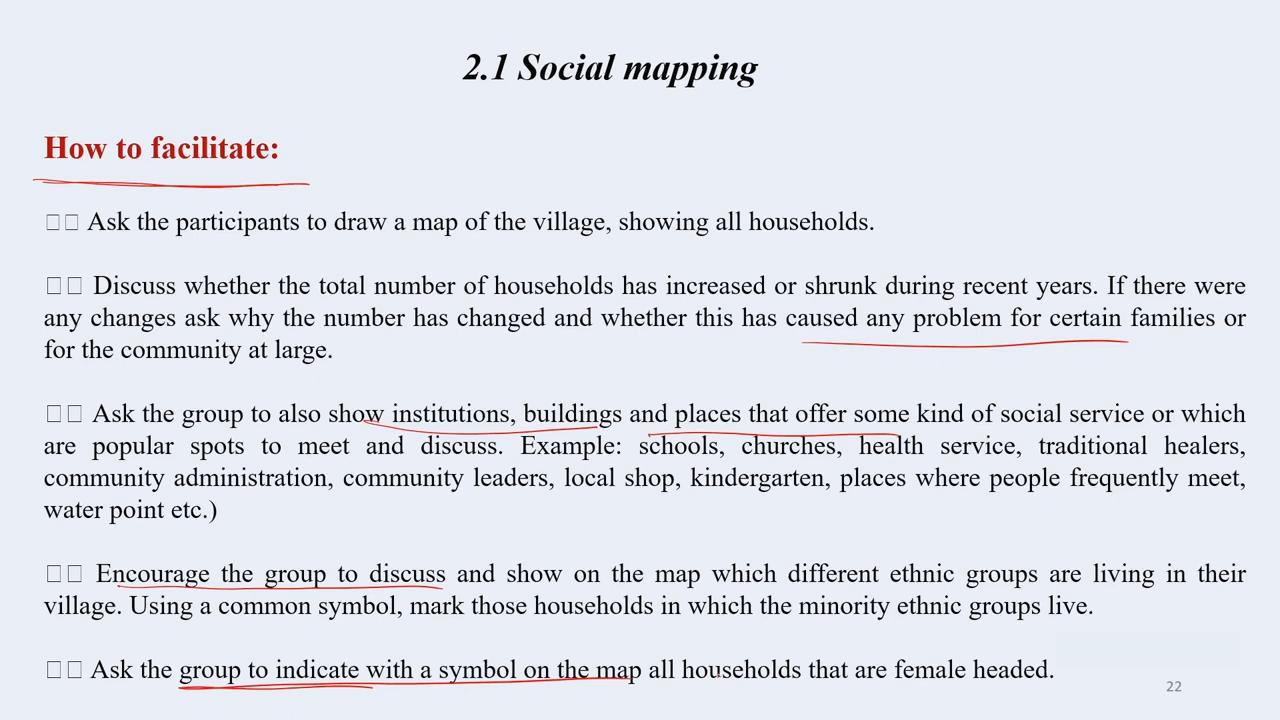 2.1 Social mapping
How to facilitate:
□□ Ask the participants to draw a map of the village, showing all households.
□□ Discuss whether the total number of households has increased or shrunk during recent years. If there were
any changes ask why the number has changed and whether this has caused any problem for certain families or
for the community at large.
□□ Ask the group to also show institutions, buildings and places that offer some kind of social service or which
are popular spots to meet and discuss. Example: schools, churches, health service, traditional healers,
community administration, community leaders, local shop, kindergarten, places where people frequently meet,
water point etc.)
□□ Encourage the group to discuss and show on the map which different ethnic groups are living in their
village. Using a common symbol, mark those households in which the minority ethnic groups live.
□□ Ask the group to indicate with a symbol on the map all households that are female headed.
22